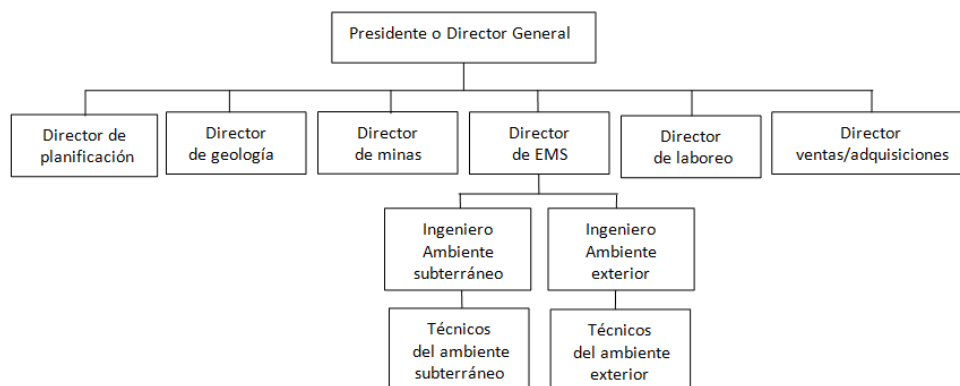 Presidente o Director General
Director de
planificación
Director
de geología
Director
de minas
Director
de EMS
Director
de laboreo
Director
ventas/adquisiciones
Ingeniero
Ambiente
subterráneo
Ingeniero
Ambiente
exterior
Técnicos
del ambiente
subterráneo
Técnicos
del ambiente
exterior